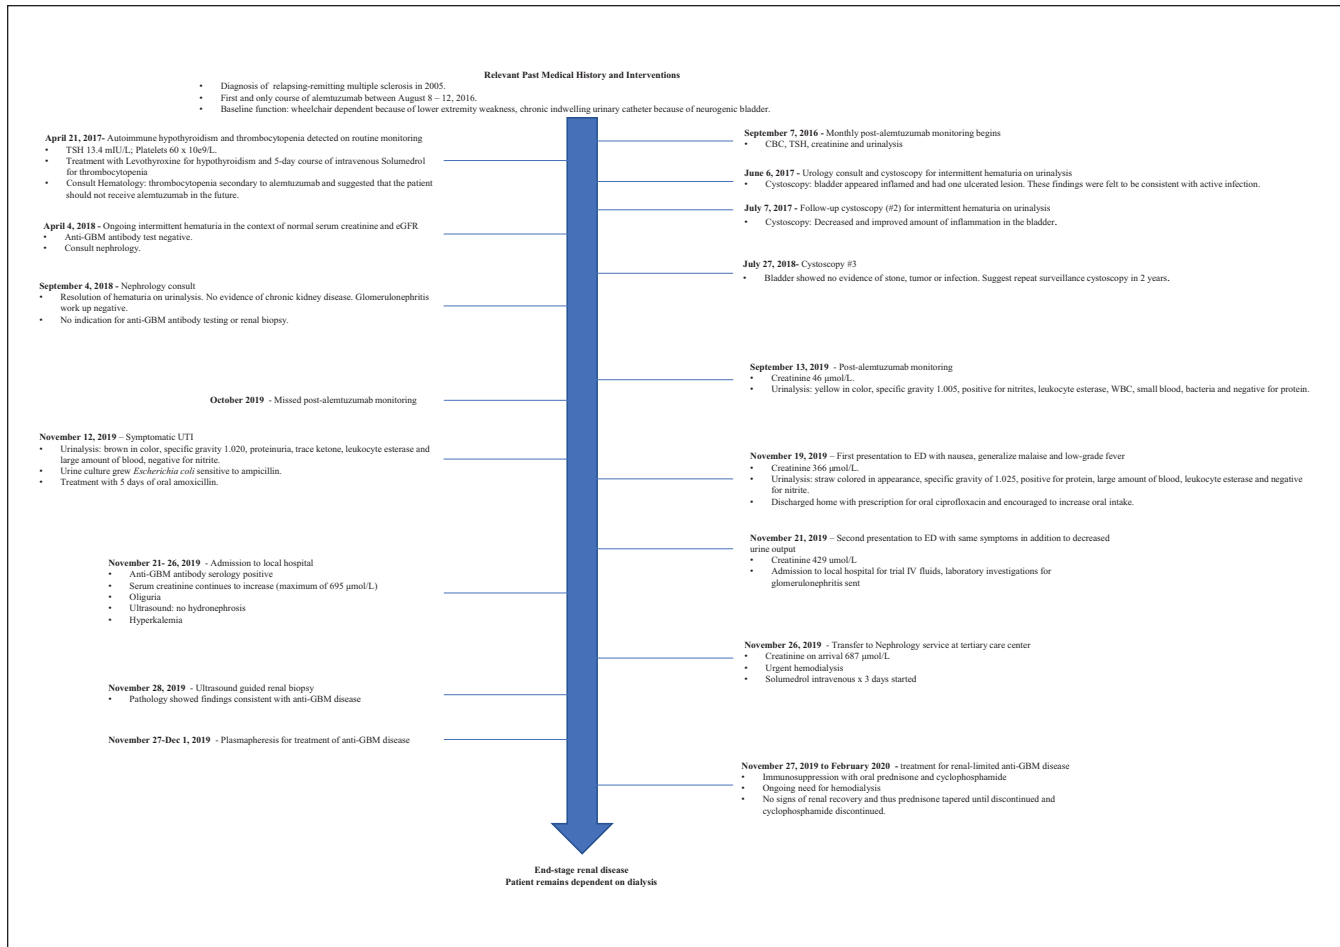 Relevant Past Medical History and Interventions
• Diagnosis of relapsing-remitting multiple sclerosis in 2005.
• First and only course of alemtuzumab between August 8 – 12, 2016.
• Baseline function: wheelchair dependent because of lower extremity weakness, chronic indwelling urinary catheter because of neurogenic bladder.
September 7, 2016 - Monthly post-alemtuzumab monitoring begins
• CBC, TSH, creatinine and urinalysis
April 21, 2017- Autoimmune hypothyroidism and thrombocytopenia detected on routine monitoring
• TSH 13.4 mIU/L; Platelets 60 x 10e9/L.
• Treatment with Levothyroxine for hypothyroidism and 5-day course of intravenous Solumedrol
for thrombocytopenia
• Consult Hematology: thrombocytopenia secondary to alemtuzumab and suggested that the patient
should not receive alemtuzumab in the future.
June 6, 2017 - Urology consult and cystoscopy for intermittent hematuria on urinalysis
• Cystoscopy: bladder appeared inflamed and had one ulcerated lesion. These findings were felt to be consistent with active infection.
July 7, 2017 - Follow-up cystoscopy (#2) for intermittent hematuria on urinalysis
• Cystoscopy: Decreased and improved amount of inflammation in the bladder.
April 4, 2018 - Ongoing intermittent hematuria in the context of normal serum creatinine and eGFR
• Anti-GBM antibody test negative.
• Consult nephrology.
July 27, 2018- Cystoscopy #3
• Bladder showed no evidence of stone, tumor or infection. Suggest repeat surveillance cystoscopy in 2 years.
September 4, 2018 - Nephrology consult
• Resolution of hematuria on urinalysis. No evidence of chronic kidney disease. Glomerulonephritis
work up negative.
• No indication for anti-GBM antibody testing or renal biopsy.
September 13, 2019 - Post-alemtuzumab monitoring
• Creatinine 46 μmol/L.
• Urinalysis: yellow in color, specific gravity 1.005, positive for nitrites, leukocyte esterase, WBC, small blood, bacteria and negative for protein.
October 2019 - Missed post-alemtuzumab monitoring
November 12, 2019 – Symptomatic UTI
• Urinalysis: brown in color, specific gravity 1.020, proteinuria, trace ketone, leukocyte esterase and
large amount of blood, negative for nitrite.
• Urine culture grew Escherichia coli sensitive to ampicillin.
• Treatment with 5 days of oral amoxicillin.
November 19, 2019 – First presentation to ED with nausea, generalize malaise and low-grade fever
• Creatinine 366 μmol/L.
• Urinalysis: straw colored in appearance, specific gravity of 1.025, positive for protein, large amount of blood, leukocyte esterase and negative
for nitrite.
• Discharged home with prescription for oral ciprofloxacin and encouraged to increase oral intake.
November 21, 2019 – Second presentation to ED with same symptoms in addition to decreased
urine output
• Creatinine 429 umol/L
• Admission to local hospital for trial IV fluids, laboratory investigations for
glomerulonephritis sent
November 21- 26, 2019 - Admission to local hospital
• Anti-GBM antibody serology positive
• Serum creatinine continues to increase (maximum of 695 μmol/L)
• Oliguria
• Ultrasound: no hydronephrosis
• Hyperkalemia
November 26, 2019 - Transfer to Nephrology service at tertiary care center
• Creatinine on arrival 687 μmol/L
• Urgent hemodialysis
• Solumedrol intravenous x 3 days started
November 28, 2019 - Ultrasound guided renal biopsy
• Pathology showed findings consistent with anti-GBM disease
November 27-Dec 1, 2019 - Plasmapheresis for treatment of anti-GBM disease
November 27, 2019 to February 2020 - treatment for renal-limited anti-GBM disease
• Immunosuppression with oral prednisone and cyclophosphamide
• Ongoing need for hemodialysis
• No signs of renal recovery and thus prednisone tapered until discontinued and
cyclophosphamide discontinued.
End-stage renal disease
Patient remains dependent on dialysis